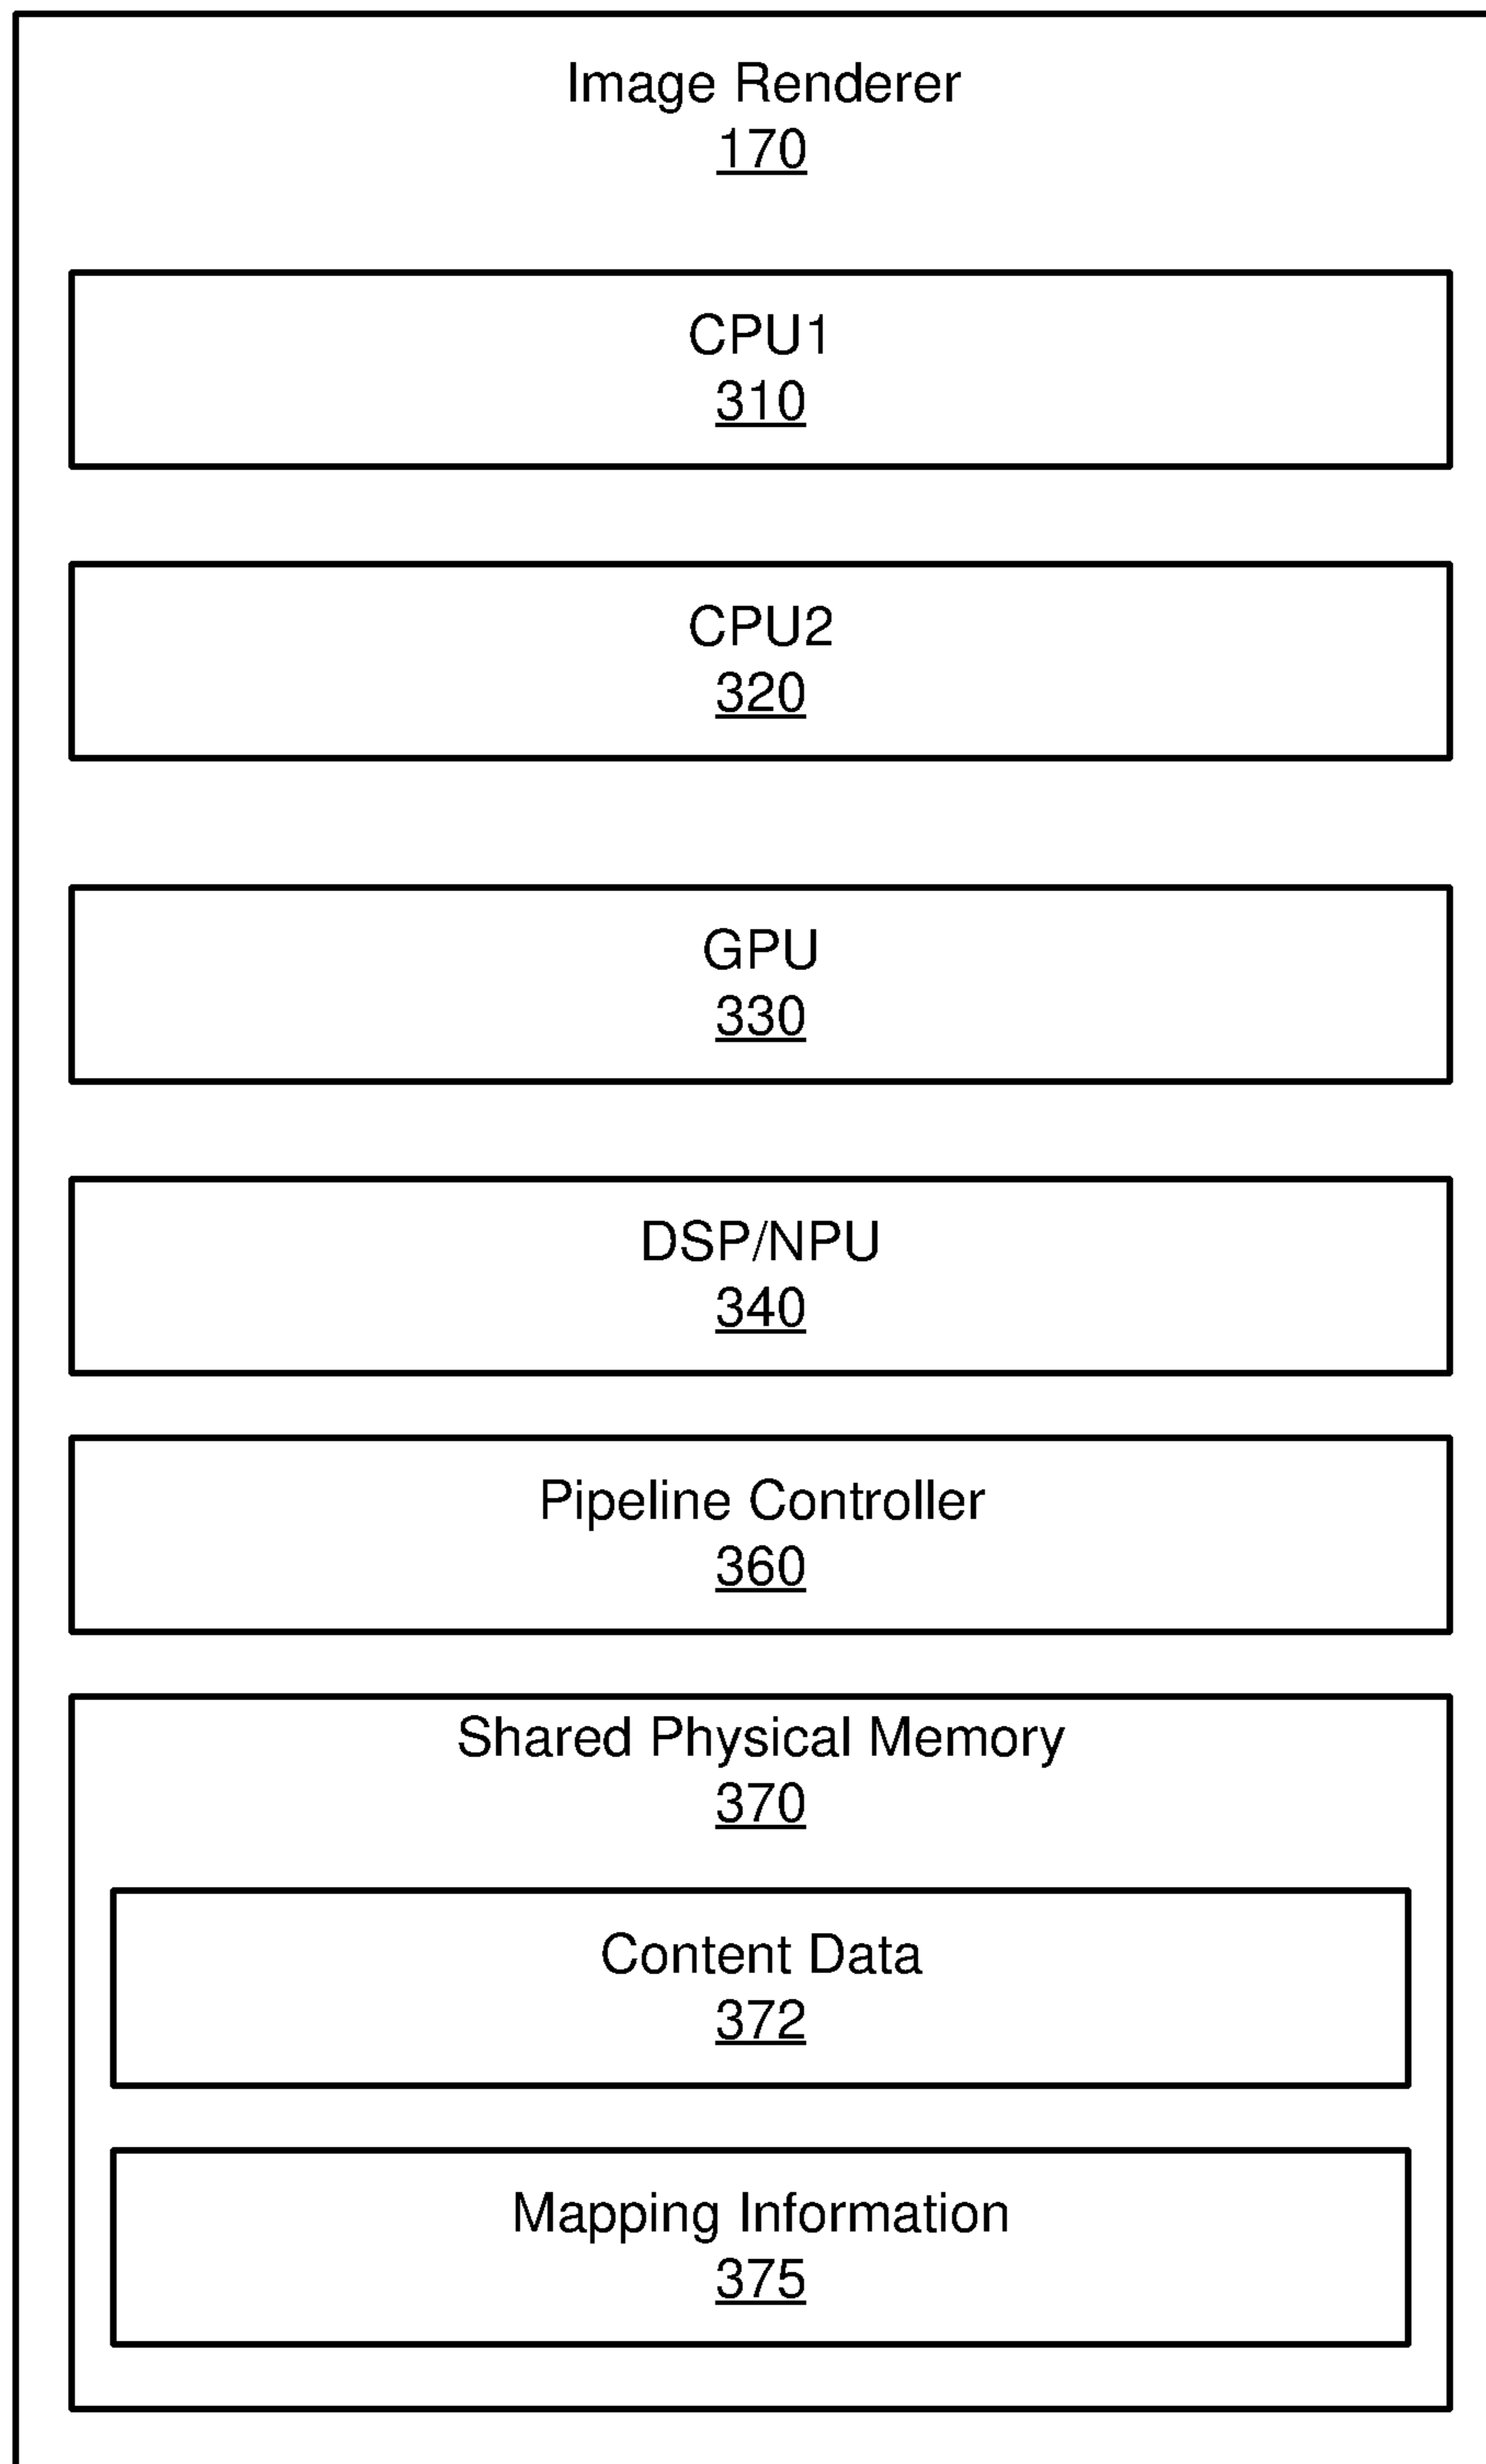 Image Renderer
170
CPU1
310
CPU2
320
GPU
330
DSP/NPU
340
Pipeline Controller
360
Shared Physical Memory
370
Content Data
372
Mapping Information
375